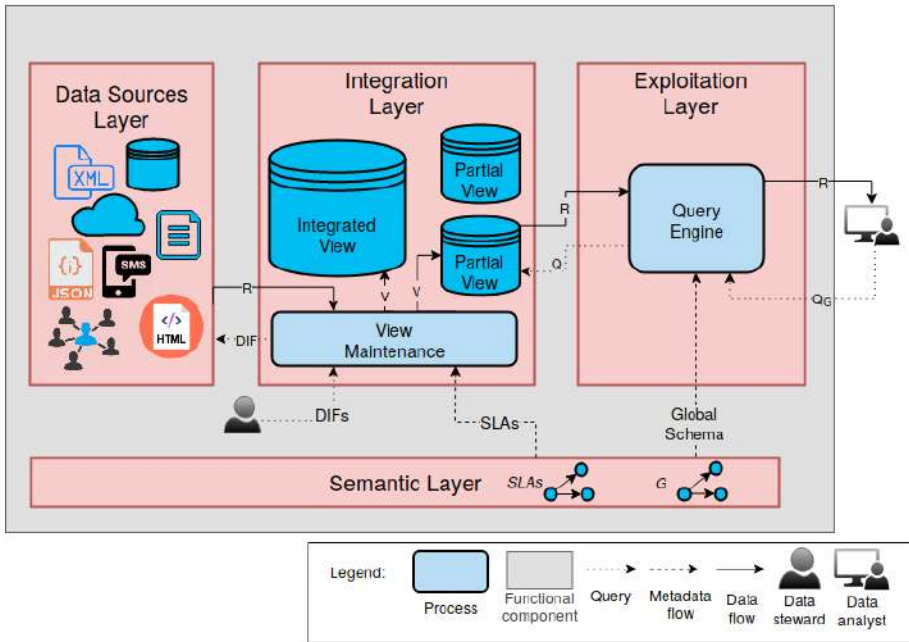 Data Sources
Layer
XML
{i}
JSON
SMS
</>
HTML
Integration
Layer
Integrated
View
Partial
View
Partial
View
R
V
V
DIF
View
Maintenance
Exploitation
Layer
Query
Engine
R
Q
R
QG
DIFs
SLAs
Global
Schema
Semantic Layer
SLAs
G
Legend:
Process
Functional
component
Query
Metadata
flow
Data
flow
Data
steward
Data
analyst